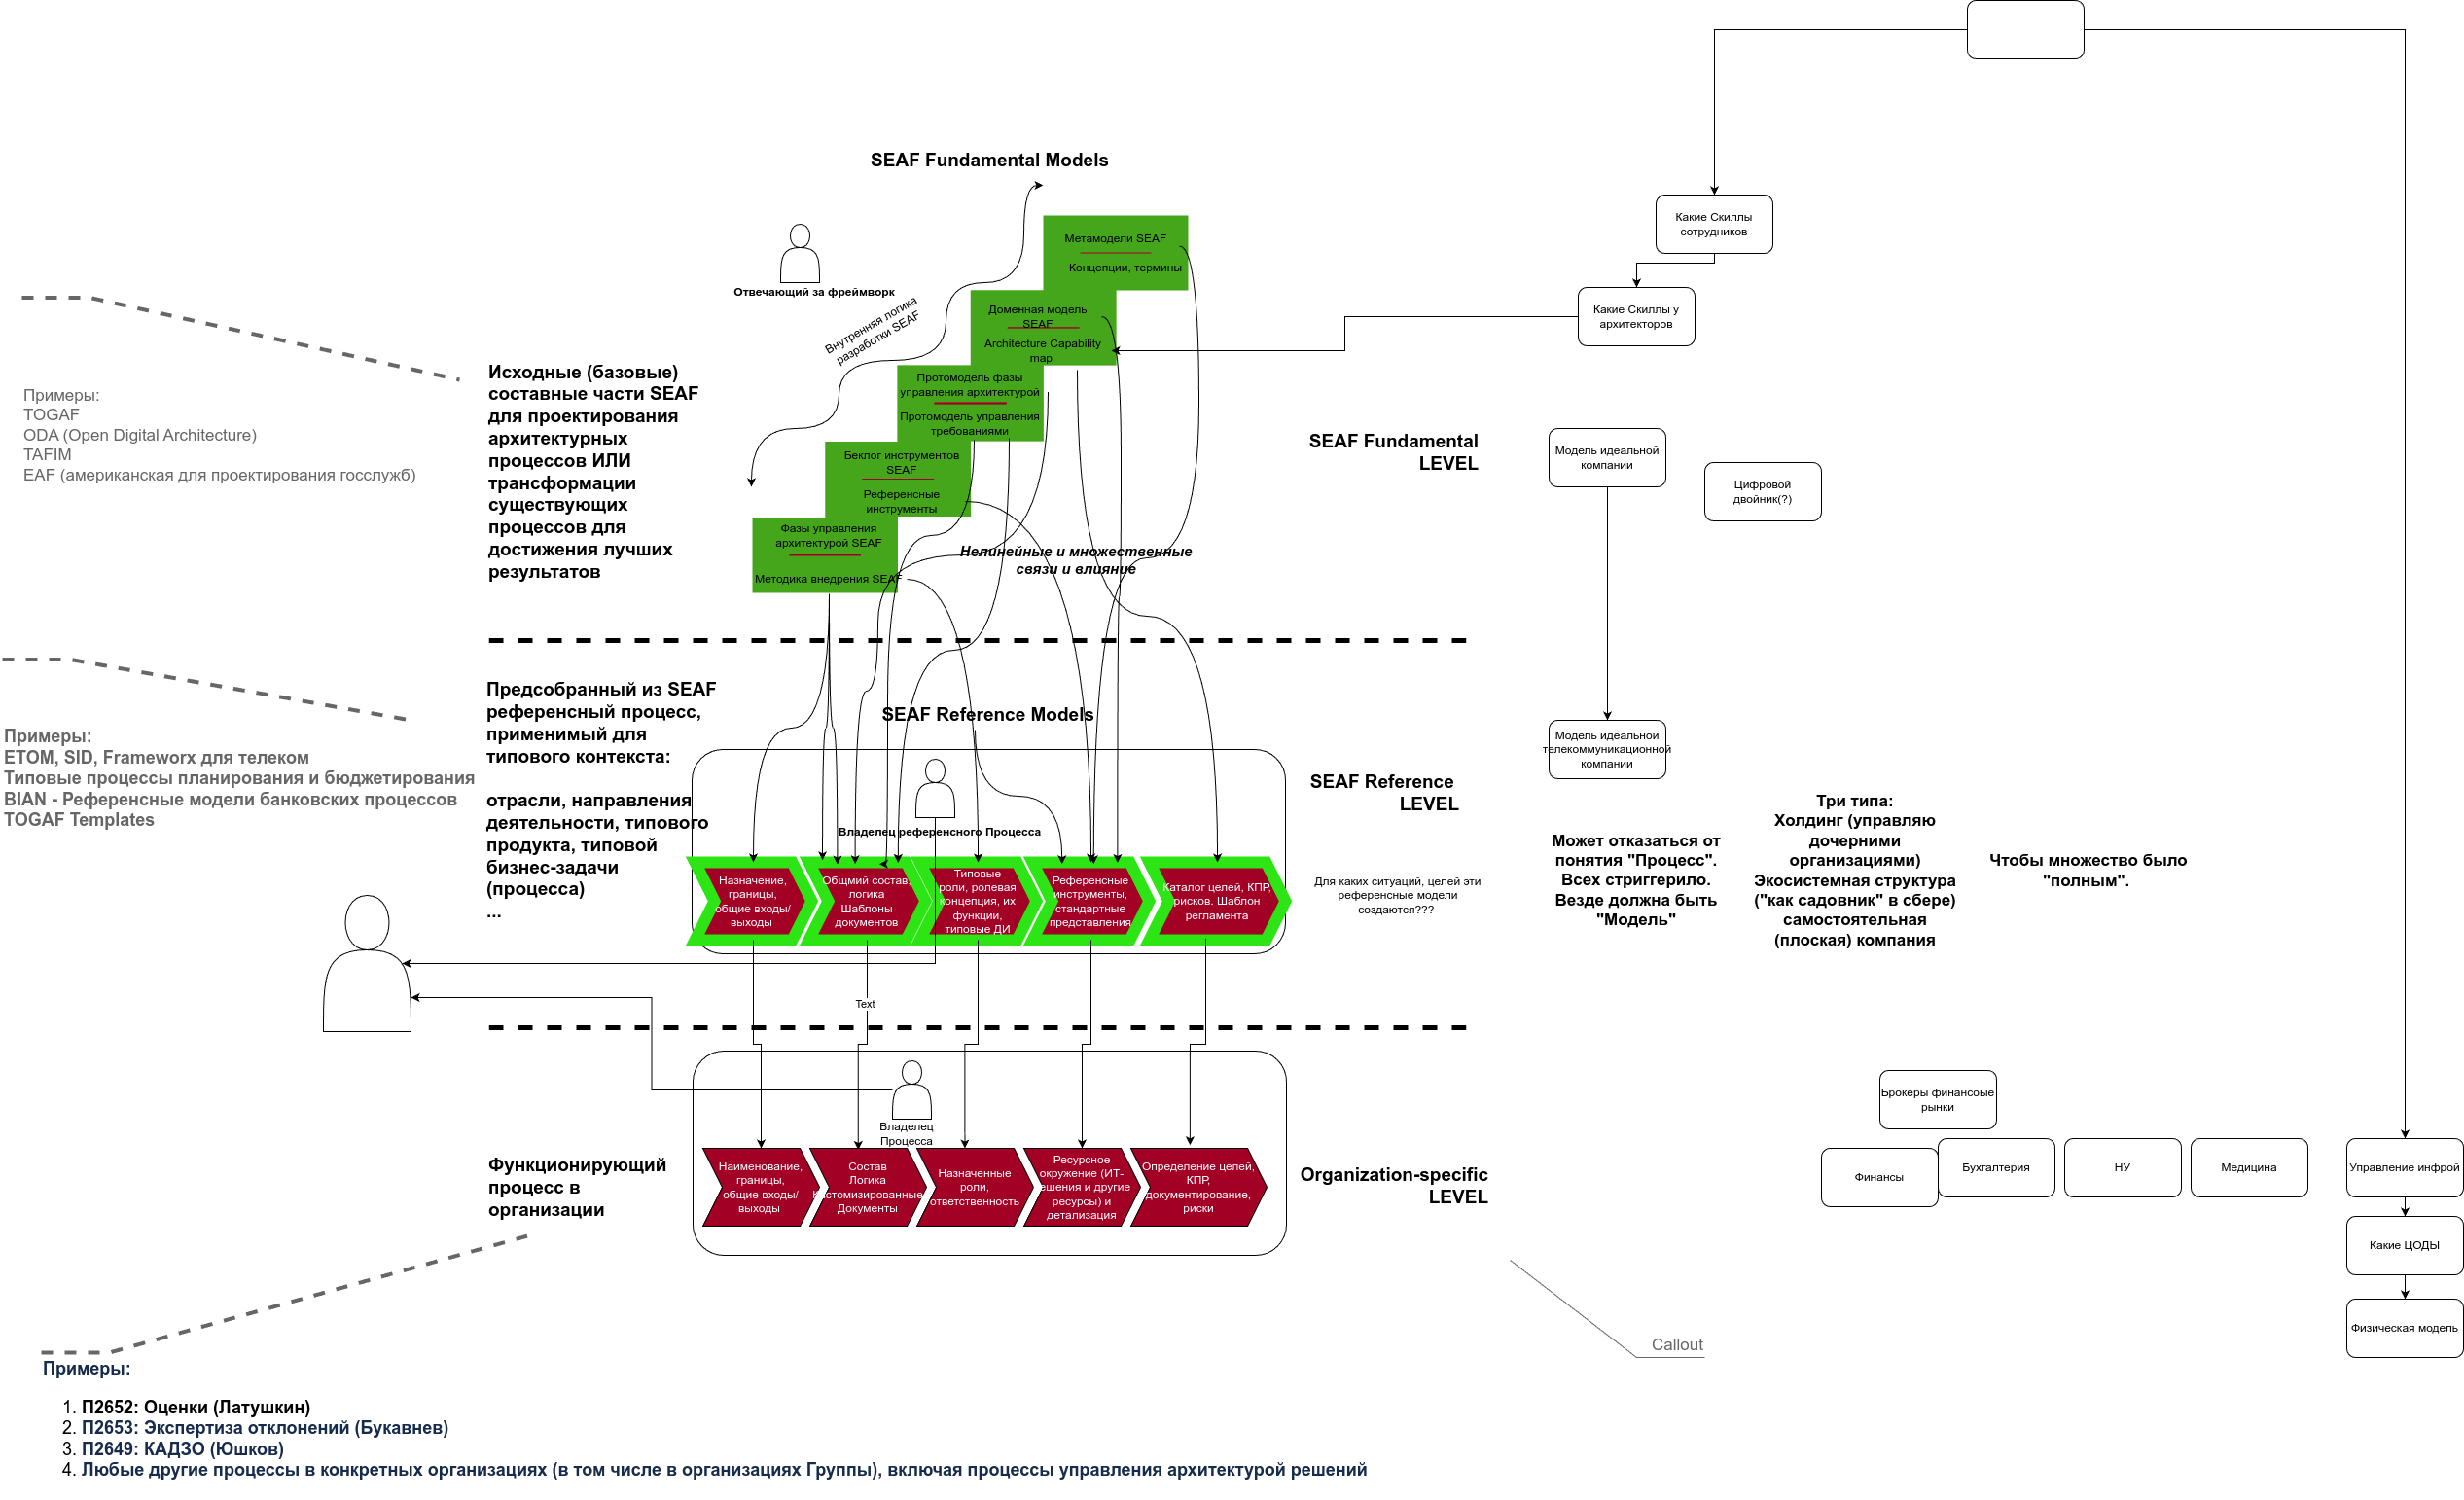 SEAF Fundamental Models
Какие Скиллы
сотрудников
Метамодели SEAF
Концепции, термины
Отвечающий за фреймворк
Внутренняя логика
разработки SEAF
Доменная модель
SEAF
Architecture Capability
map
Какие Скиллы у
архитекторов
Примеры:
TOGAF
ODA (Open Digital Architecture)
TAFIM
EAF (американская для проектирования госслужб)
Исходные (базовые)
составные части SEAF
для проектирования
архитектурных
процессов ИЛИ
трансформации
существующих
процессов для
достижения лучших
результатов
Протомодель фазы
управления архитектурой
Протомодель управления
требованиями
Беклог инструментов
SEAF
Референсные
инструменты
Фазы управления
архитектурой SEAF
Методика внедрения SEAF
Нелинейные и множественные
связи и влияние
SEAF Fundamental
LEVEL
Модель идеальной
компании
Цифровой
двойник(?)
Примеры:
ETOM, SID, Frameworx для телеком
Типовые процессы планирования и бюджетирования
BIAN - Референсные модели банковских процессов
TOGAF Templates
Предсобранный из SEAF
референсный процесс,
применимый для
типового контекста:
отрасли, направления
деятельности, типового
продукта, типовой
бизнес-задачи
(процесса)
...
SEAF Reference Models
Владелец референсного Процесса
Назначение,
границы,
общие входы/
выходы
Общмий состав,
логика
Шаблоны
документов
Типовые
роли, ролевая
концепция, их
функции,
типовые ДИ
Референсные
инструменты,
стандартные
представления
Каталог целей, КПР,
рисков. Шаблон
регламента
SEAF Reference
LEVEL
Для каких ситуаций, целей эти
референсные модели
создаются???
Модель идеальной
телекоммуникационной
компании
Может отказаться от
понятия "Процесс".
Всех стриггерило.
Везде должна быть
"Модель"
Три типа:
Холдинг (управляю
дочерними
организациями)
Экосистемная структура
("как садовник" в сбере)
самостоятельная
(плоская) компания
Чтобы множество было
"полным".
Text
Владелец
Процесса
Функционирующий
процесс в
организации
Наименование,
границы,
общие входы/
выходы
Состав
Логика
Кастомизированные
Документы
Назначенные
роли,
ответственность
Ресурсное
окружение (ИТ-
решения и другие
ресурсы) и
детализация
Определение целей,
КПР,
документирование,
риски
Organization-specific
LEVEL
Брокеры финансоые
рынки
Финансы
Бухгалтерия
НУ
Медицина
Управление инфрой
Какие ЦОДЫ
Физическая модель
Callout
Примеры:
1. П2652: Оценки (Латушкин)
2. П2653: Экспертиза отклонений (Букавнев)
3. П2649: КАДЗО (Юшков)
4. Любые другие процессы в конкретных организациях (в том числе в организациях Группы), включая процессы управления архитектурой решений